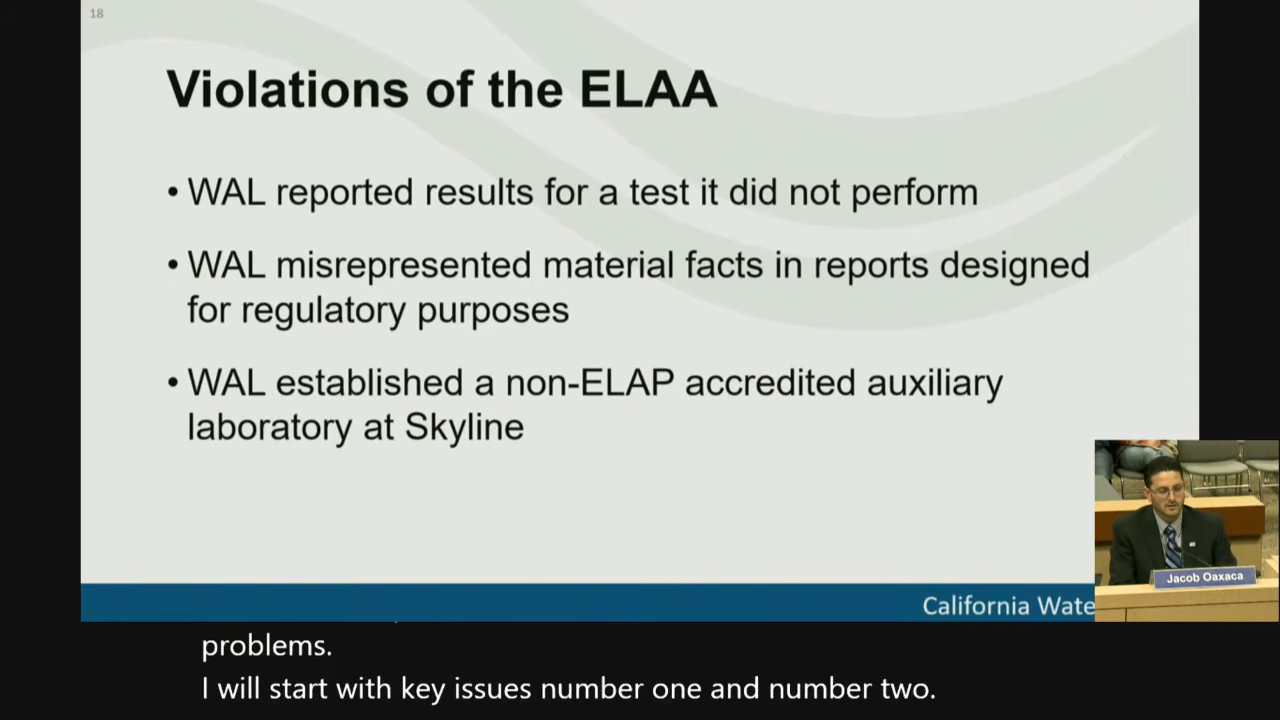 18
Violations of the ELAA
• WAL reported results for a test it did not perform
• WAL misrepresented material facts in reports designed
for regulatory purposes
• WAL established a non-ELAP accredited auxiliary
laboratory at Skyline
California Wate
Jacob Oaxaca
problems.
I will start with key issues number one and number two.